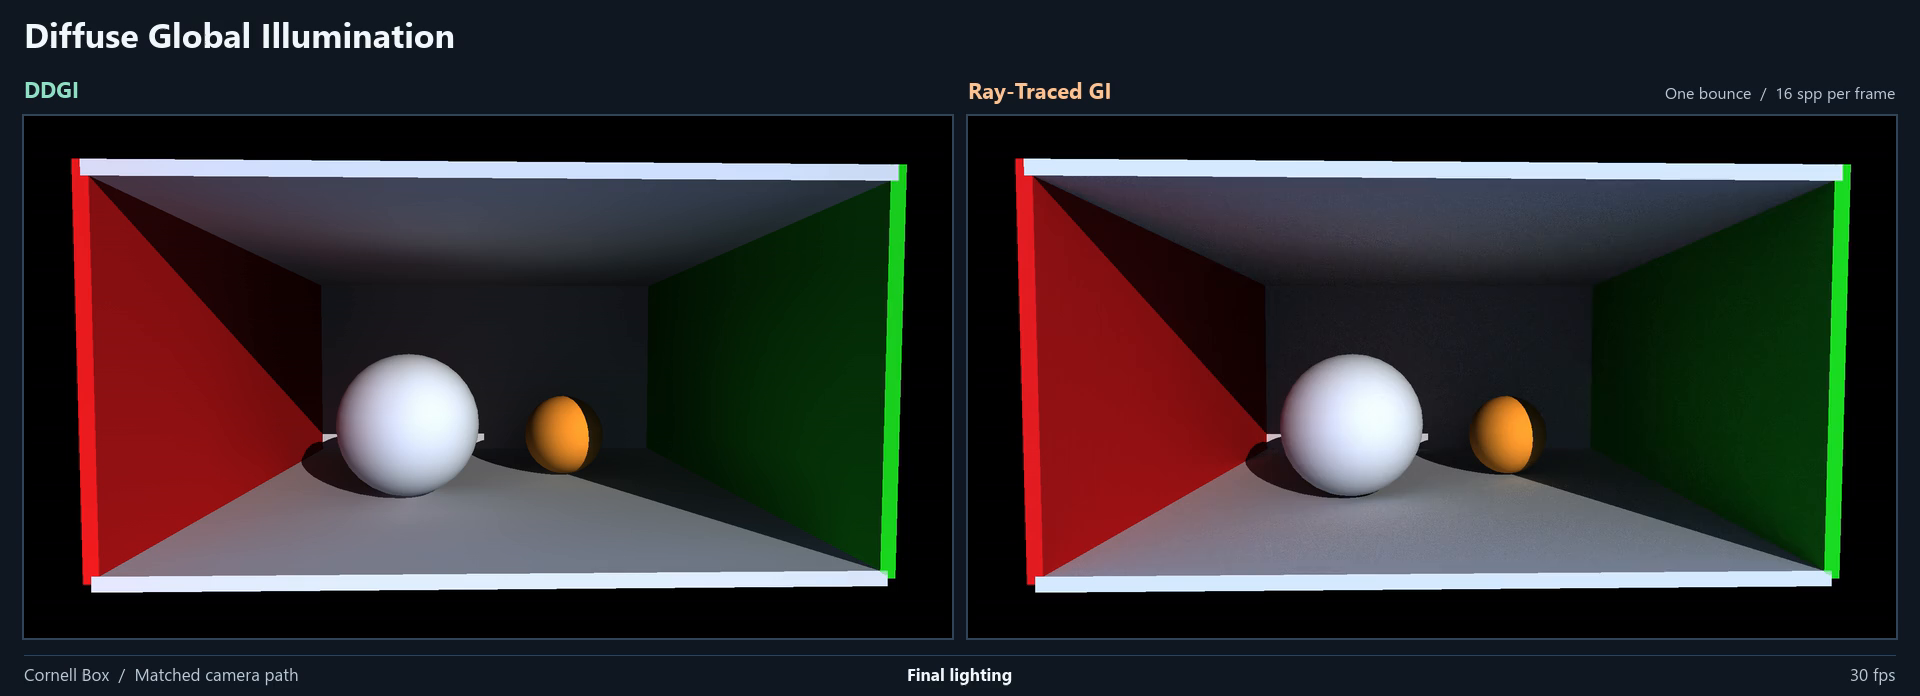 Diffuse Global Illumination
DDGI
Ray-Traced GI
One bounce / 16 spp per frame
Cornell Box / Matched camera path
Final lighting
30 fps